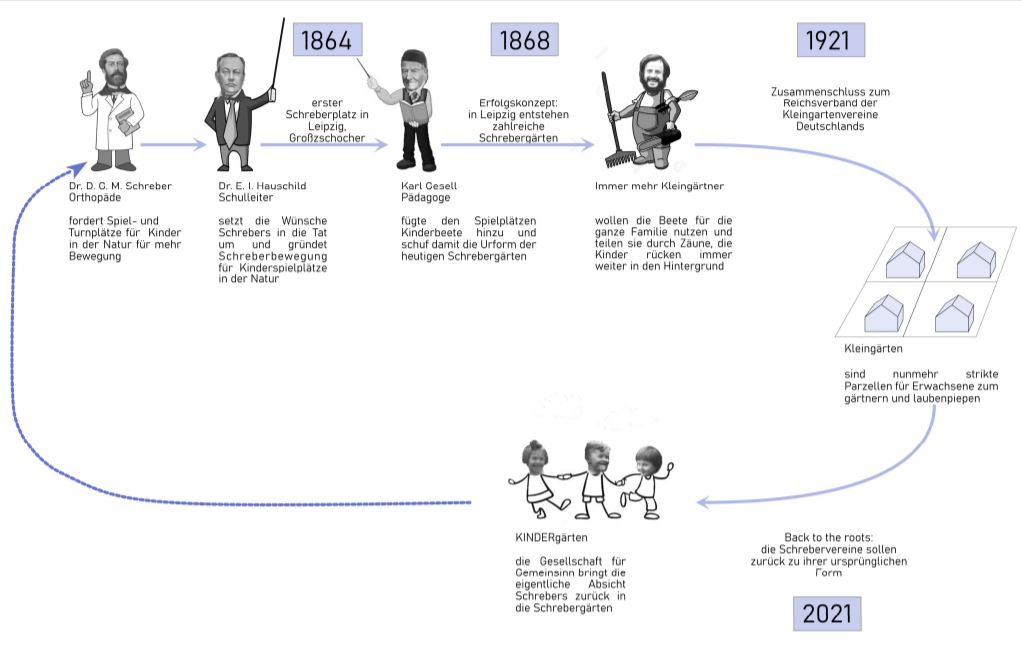 1864
1868
1921
erster
Schreberplatz in
Leipzig,
Großzschocher
Erfolgskonzept:
in Leipzig entstehen
zahlreiche
Schrebergärten
Zusammenschluss zum
Reichsverband der
Kleingartenvereine
Deutschlands
Dr. D. G. M. Schreber
Orthopäde
fordert Spiel- und
Turnplätze für Kinder
in der Natur für mehr
Bewegung
Dr. E. I. Hauschild
Schulleiter
setzt die Wünsche
Schrebers in die Tat
um und gründet
Schreberbewegung
für Kinderspielplätze
in der Natur
Karl Gesell
Pädagoge
fügte den Spielplätzen
Kinderbeete hinzu und
schuf damit die Urform der
heutigen Schrebergärten
Immer mehr Kleingärtner
wollen die Beete für die
ganze Familie nutzen und
teilen sie durch Zäune, die
Kinder rücken immer
weiter in den Hintergrund
Kleingärten
sind nunmehr strikte
Parzellen für Erwachsene zum
gärtnern und laubenpiepen
KINDERgärten
die Gesellschaft für
Gemeinsinn bringt die
eigentliche Absicht
Schrebers zurück in
die Schrebergärten
Back to the roots:
die Schrebervereine sollen
zurück zu ihrer ursprünglichen
Form
2021